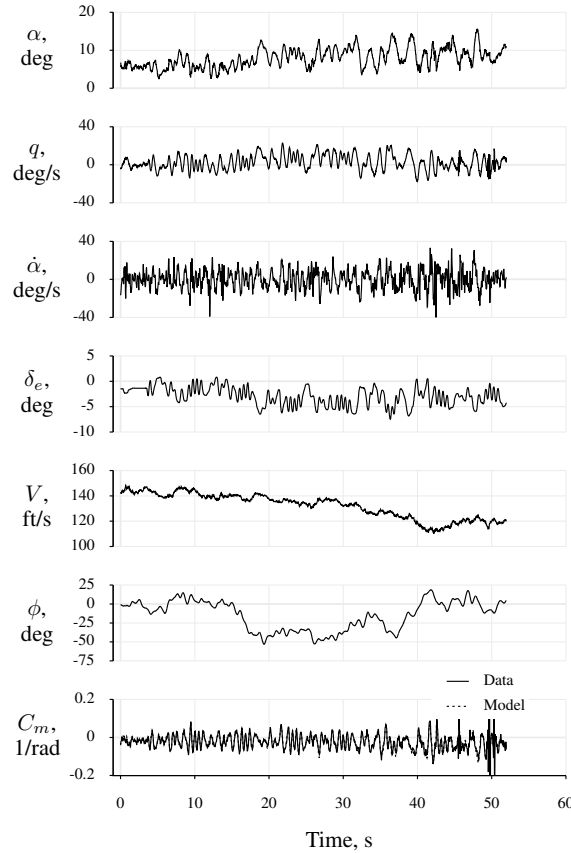 20
α,
deg
10
0
40
q,
deg/s
0
-40
40
α̇,
deg/s
0
-40
5
δₑ,
deg
0
-5
-10
160
V,
ft/s
140
120
100
25
ϕ,
deg
0
-25
-50
-75
Data
Model
0.2
Cₘ,
1/rad
0
-0.2
0 10 20 30 40 50 60
Time, s